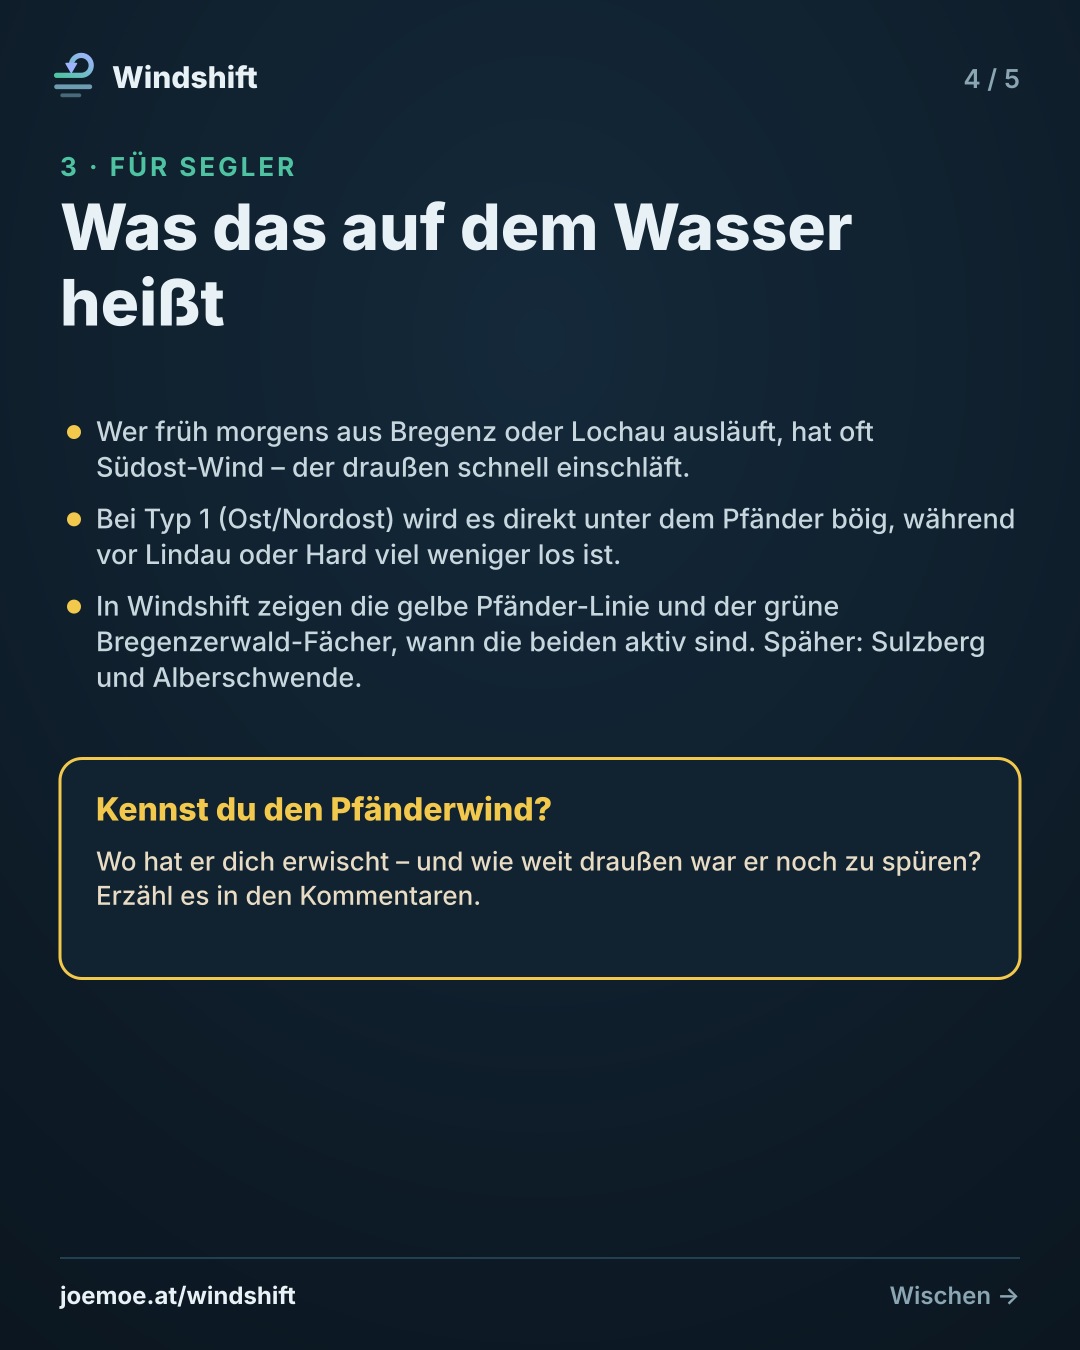 Windshift
4 / 5
3 · FÜR SEGLER
Was das auf dem Wasser
heißt
Wer früh morgens aus Bregenz oder Lochau ausläuft, hat oft
Südost-Wind – der draußen schnell einschläft.
Bei Typ 1 (Ost/Nordost) wird es direkt unter dem Pfänder böig, während
vor Lindau oder Hard viel weniger los ist.
In Windshift zeigen die gelbe Pfänder-Linie und der grüne
Bregenzerwald-Fächer, wann die beiden aktiv sind. Späher: Sulzberg
und Alberschwende.
Kennst du den Pfänderwind?
Wo hat er dich erwischt – und wie weit draußen war er noch zu spüren?
Erzähl es in den Kommentaren.
joemoe.at/windshift
Wischen →